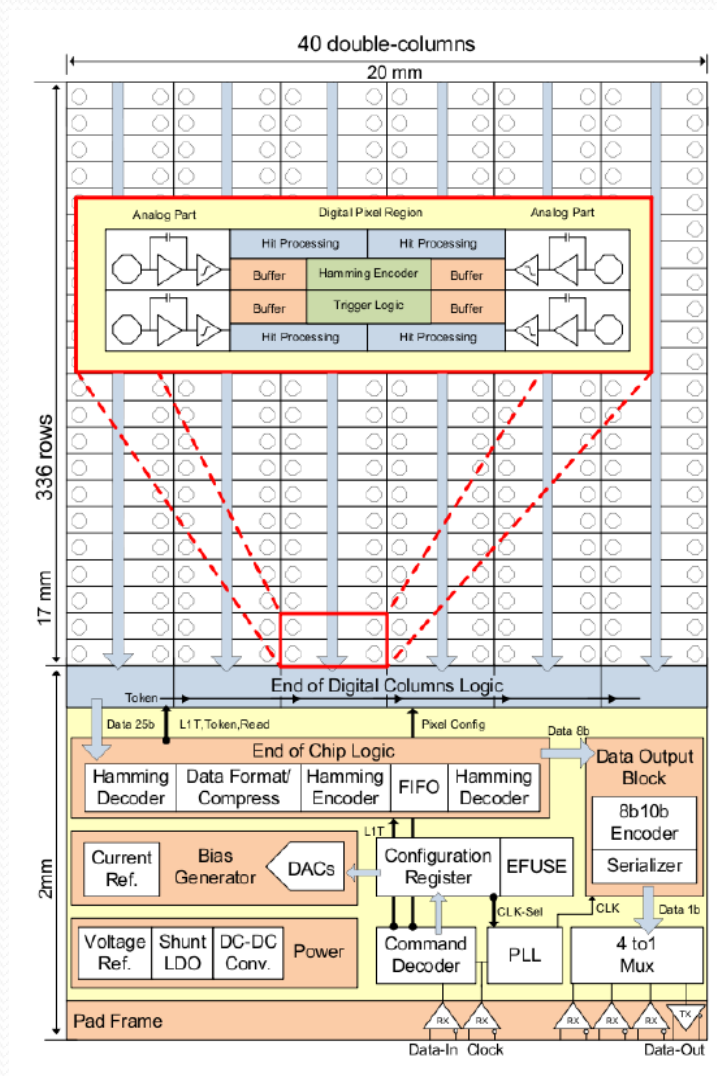 40 double-columns
20 mm
336 rows
17 mm
Analog Part
Digital Pixel Region
Analog Part
Hit Processing
Hit Processing
Buffer
Hamming Encoder
Buffer
Buffer
Trigger Logic
Buffer
Hit Processing
Hit Processing
End of Digital Columns Logic
Token
Data 25b
L1T,Token,Read
Pixel Config
Data 8b
2mm
End of Chip Logic
Hamming
Decoder
Data Format/
Compress
Hamming
Encoder
FIFO
Hamming
Decoder
Data Output
Block
8b10b
Encoder
Serializer
L1T
Current
Ref.
Bias
Generator
DACs
Configuration
Register
EFUSE
CLK-Sel
CLK
Data 1b
Voltage
Ref.
Shunt
LDO
DC-DC
Conv.
Power
Command
Decoder
PLL
4 to1
Mux
Pad Frame
RX
RX
RX
RX
RX
TX
Data-In
Clock
Data-Out